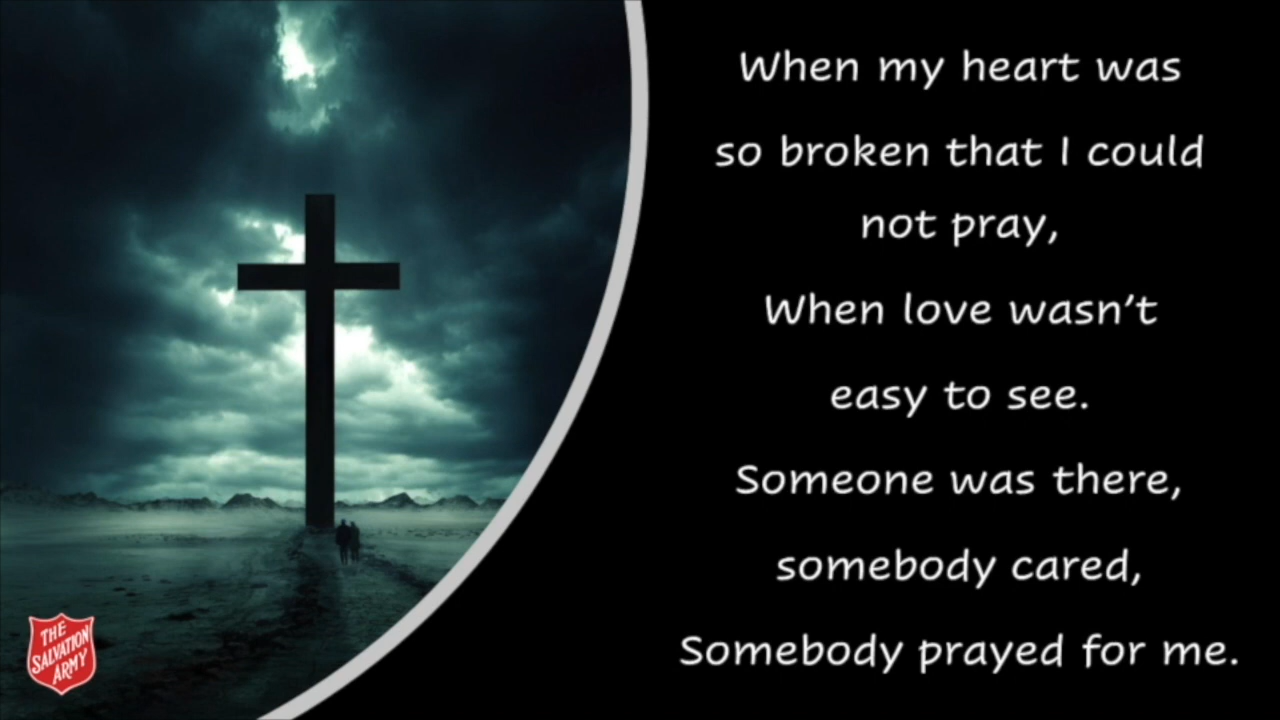 When my heart was
so broken that I could
not pray,
When love wasn’t
easy to see.
Someone was there,
somebody cared,
Somebody prayed for me.
THE
SALVATION
ARMY